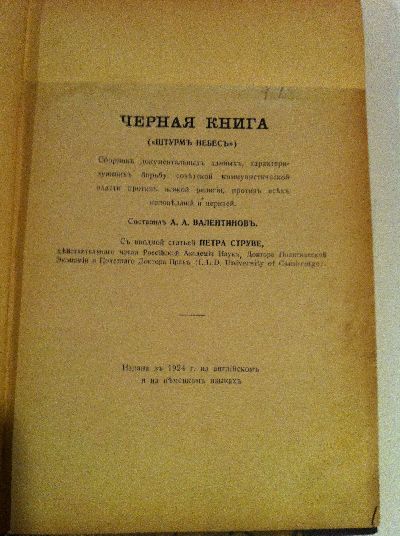 ЧЕРНАЯ КНИГА
(«ШТУРМЪ НЕБЕСЪ»)
Сборникъ документальныхъ данныхъ, характери-
зующихъ борьбу совѣтской коммунистической
власти противъ всякой религіи, противъ всѣхъ
исповѣданій и церквей.
Составилъ А. А. ВАЛЕНТИНОВЪ.
Съ вводной статьей ПЕТРА СТРУВЕ,
дѣйствительнаго члена Россійской Академіи Наукъ, Доктора Политической
Экономіи и Почетнаго Доктора Правъ (L. L. D. University of Cambridge).
Издана въ 1924 г. на англійскомъ
и на нѣмецкомъ языкахъ